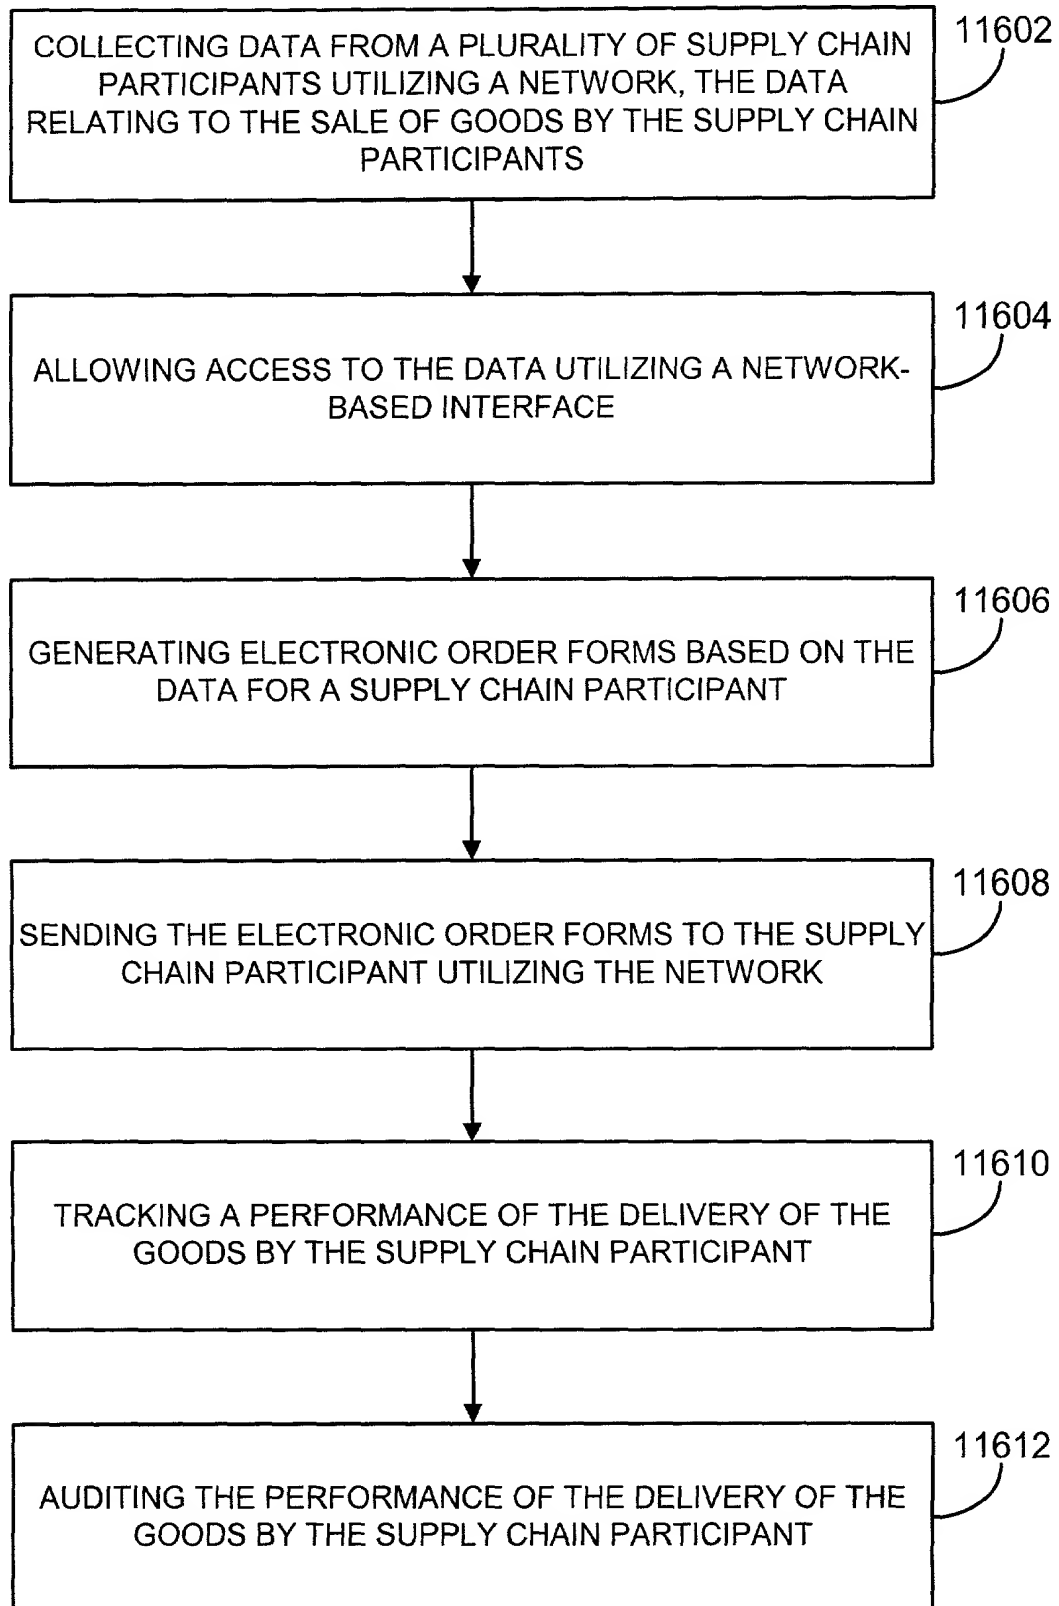 11602
COLLECTING DATA FROM A PLURALITY OF SUPPLY CHAIN
PARTICIPANTS UTILIZING A NETWORK, THE DATA
RELATING TO THE SALE OF GOODS BY THE SUPPLY CHAIN
PARTICIPANTS
11604
ALLOWING ACCESS TO THE DATA UTILIZING A NETWORK-
BASED INTERFACE
11606
GENERATING ELECTRONIC ORDER FORMS BASED ON THE
DATA FOR A SUPPLY CHAIN PARTICIPANT
11608
SENDING THE ELECTRONIC ORDER FORMS TO THE SUPPLY
CHAIN PARTICIPANT UTILIZING THE NETWORK
11610
TRACKING A PERFORMANCE OF THE DELIVERY OF THE
GOODS BY THE SUPPLY CHAIN PARTICIPANT
11612
AUDITING THE PERFORMANCE OF THE DELIVERY OF THE
GOODS BY THE SUPPLY CHAIN PARTICIPANT